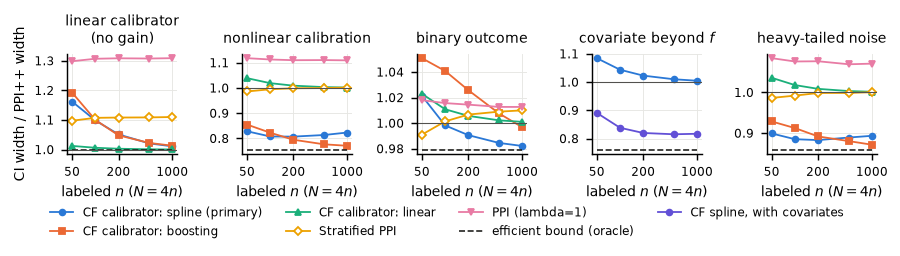 linear calibrator
(no gain)
nonlinear calibration
binary outcome
covariate beyond f
heavy-tailed noise
CI width / PPI++ width
1.3
1.2
1.1
1.0
1.1
1.0
0.9
0.8
1.04
1.02
1.00
0.98
1.1
1.0
0.9
0.8
1.0
0.9
50 200 1000
50 200 1000
50 200 1000
50 200 1000
50 200 1000
labeled n (N = 4n)
labeled n (N = 4n)
labeled n (N = 4n)
labeled n (N = 4n)
labeled n (N = 4n)
CF calibrator: spline (primary)
CF calibrator: boosting
CF calibrator: linear
Stratified PPI
PPI (lambda=1)
efficient bound (oracle)
CF spline, with covariates